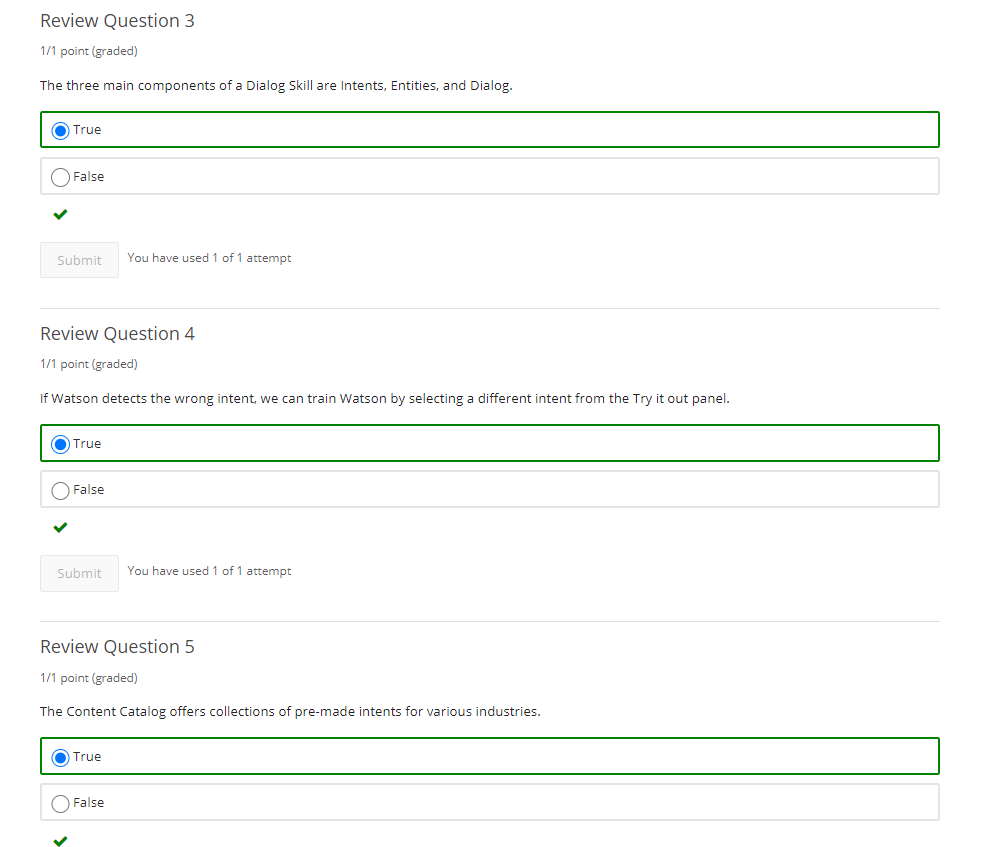 Review Question 3
1/1 point (graded)
The three main components of a Dialog Skill are Intents, Entities, and Dialog.
True
False
Submit You have used 1 of 1 attempt
Review Question 4
1/1 point (graded)
If Watson detects the wrong intent, we can train Watson by selecting a different intent from the Try it out panel.
True
False
Submit You have used 1 of 1 attempt
Review Question 5
1/1 point (graded)
The Content Catalog offers collections of pre-made intents for various industries.
True
False